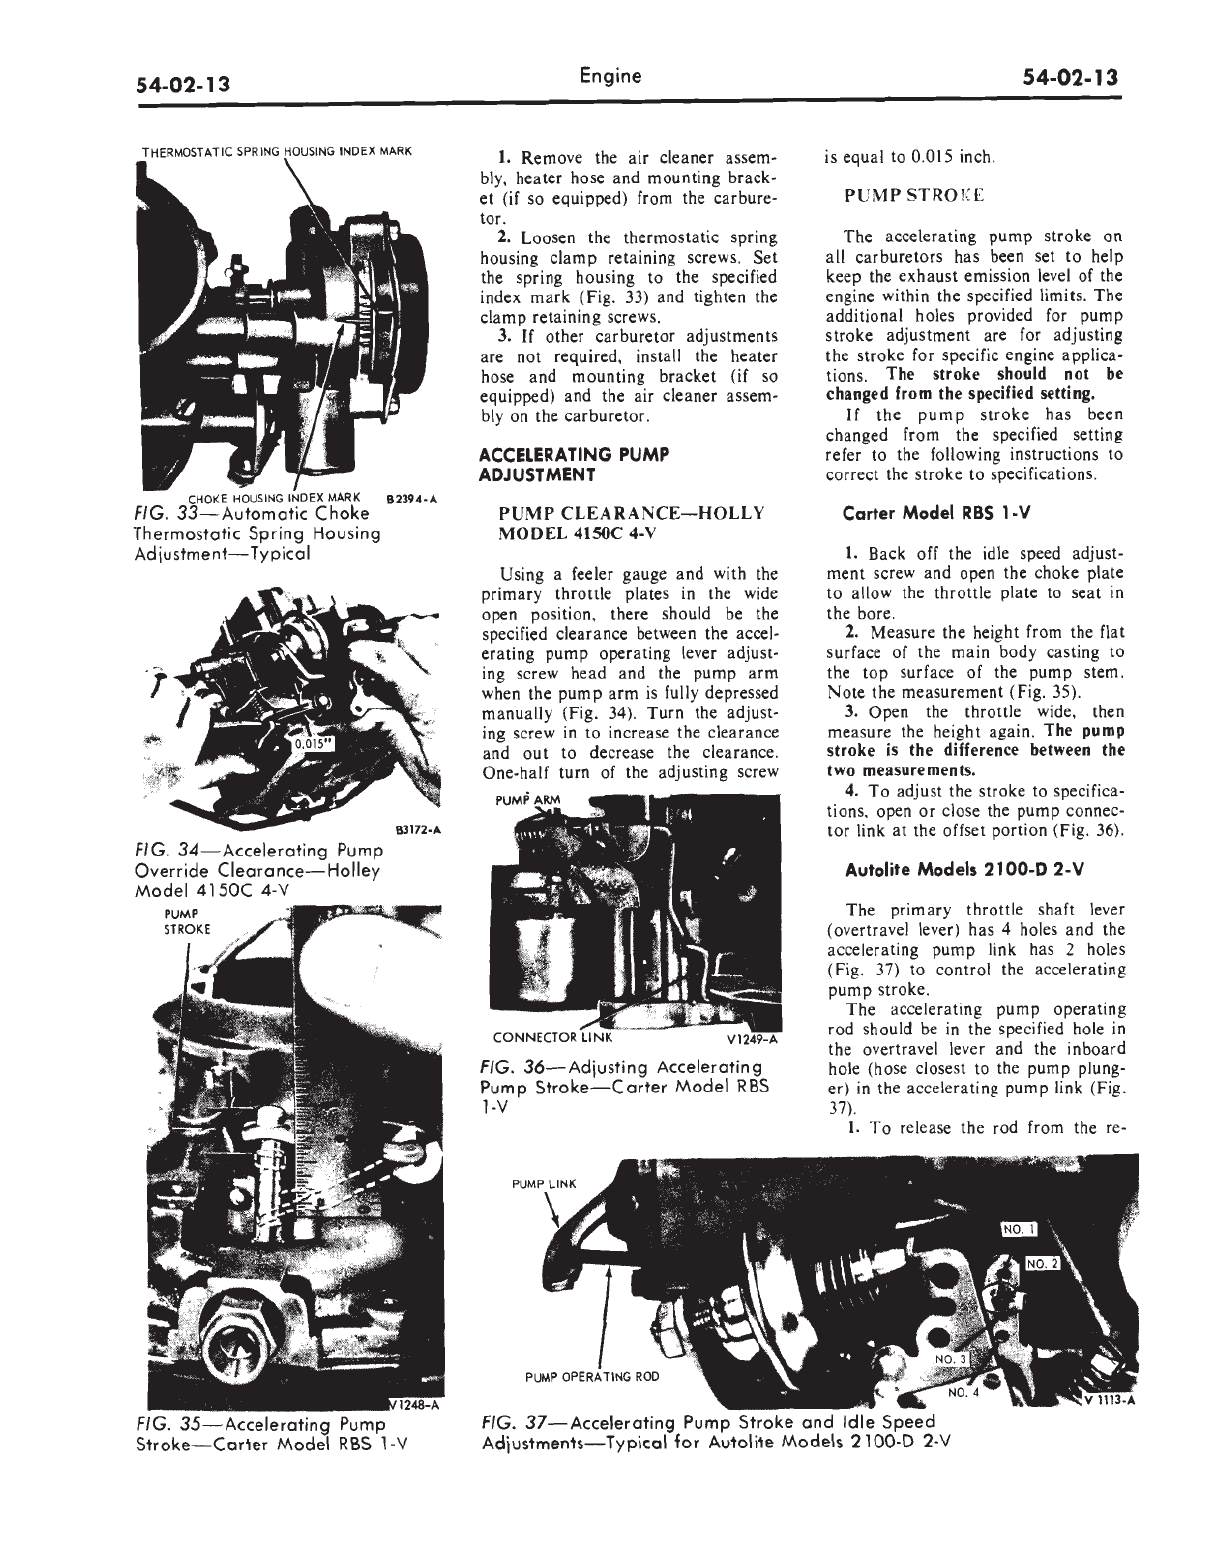 54-02-13
Engine
54-02-13
THERMOSTATIC SPRING HOUSING INDEX MARK
CHOKE HOUSING INDEX MARK
B2394-A
FIG. 33—Automatic Choke
Thermostatic Spring Housing
Adjustment—Typical
0.015"
B3172-A
FIG. 34—Accelerating Pump
Override Clearance—Holley
Model 4150C 4-V
PUMP
STROKE
V1248-A
FIG. 35—Accelerating Pump
Stroke—Carter Model RBS 1-V
1. Remove the air cleaner assem-
bly, heater hose and mounting brack-
et (if so equipped) from the carbure-
tor.
2. Loosen the thermostatic spring
housing clamp retaining screws. Set
the spring housing to the specified
index mark (Fig. 33) and tighten the
clamp retaining screws.
3. If other carburetor adjustments
are not required, install the heater
hose and mounting bracket (if so
equipped) and the air cleaner assem-
bly on the carburetor.
ACCELERATING PUMP
ADJUSTMENT
PUMP CLEARANCE—HOLLY
MODEL 4150C 4-V
Using a feeler gauge and with the
primary throttle plates in the wide
open position, there should be the
specified clearance between the accel-
erating pump operating lever adjust-
ing screw head and the pump arm
when the pump arm is fully depressed
manually (Fig. 34). Turn the adjust-
ing screw in to increase the clearance
and out to decrease the clearance.
One-half turn of the adjusting screw
PUMP ARM
CONNECTOR LINK
V1249-A
FIG. 36—Adjusting Accelerating
Pump Stroke—Carter Model RBS
1-V
is equal to 0.015 inch.
PUMP STROKE
The accelerating pump stroke on
all carburetors has been set to help
keep the exhaust emission level of the
engine within the specified limits. The
additional holes provided for pump
stroke adjustment are for adjusting
the stroke for specific engine applica-
tions. The stroke should not be
changed from the specified setting.
If the pump stroke has been
changed from the specified setting
refer to the following instructions to
correct the stroke to specifications.
Carter Model RBS 1-V
1. Back off the idle speed adjust-
ment screw and open the choke plate
to allow the throttle plate to seat in
the bore.
2. Measure the height from the flat
surface of the main body casting to
the top surface of the pump stem.
Note the measurement (Fig. 35).
3. Open the throttle wide, then
measure the height again. The pump
stroke is the difference between the
two measurements.
4. To adjust the stroke to specifica-
tions, open or close the pump connec-
tor link at the offset portion (Fig. 36).
Autolite Models 2100-D 2-V
The primary throttle shaft lever
(overtravel lever) has 4 holes and the
accelerating pump link has 2 holes
(Fig. 37) to control the accelerating
pump stroke.
The accelerating pump operating
rod should be in the specified hole in
the overtravel lever and the inboard
hole (hose closest to the pump plung-
er) in the accelerating pump link (Fig.
37).
1. To release the rod from the re-
PUMP LINK
PUMP OPERATING ROD
NO. 1
NO. 2
NO. 3
NO. 4
V 1113-A
FIG. 37—Accelerating Pump Stroke and Idle Speed
Adjustments—Typical for Autolite Models 2100-D 2-V